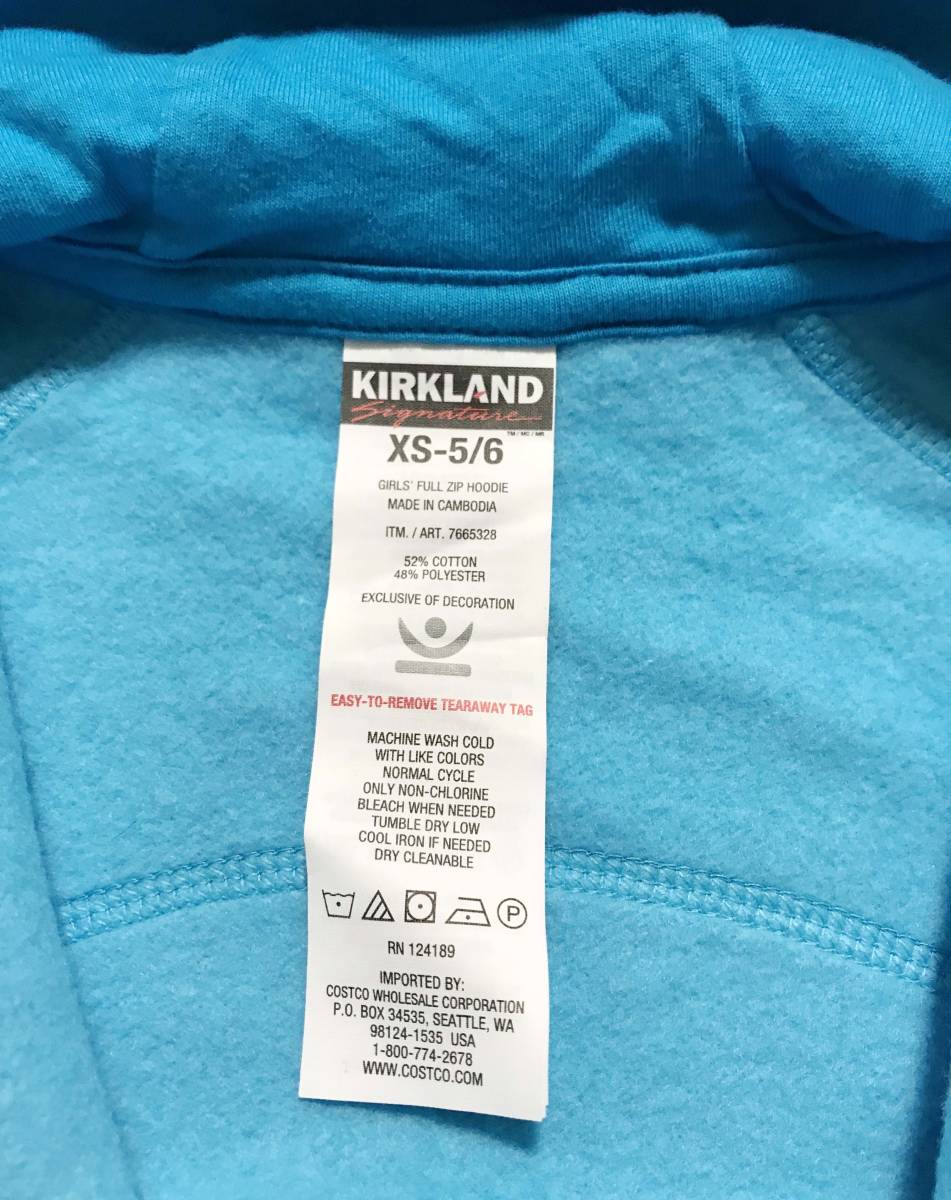 KIRKLAND
Signature
TM / MC / MR
XS-5/6
GIRLS' FULL ZIP HOODIE
MADE IN CAMBODIA
ITM. / ART. 7665328
52% COTTON
48% POLYESTER
EXCLUSIVE OF DECORATION
EASY-TO-REMOVE TEARAWAY TAG
MACHINE WASH COLD
WITH LIKE COLORS
NORMAL CYCLE
ONLY NON-CHLORINE
BLEACH WHEN NEEDED
TUMBLE DRY LOW
COOL IRON IF NEEDED
DRY CLEANABLE
P
RN 124189
IMPORTED BY:
COSTCO WHOLESALE CORPORATION
P.O. BOX 34535, SEATTLE, WA
98124-1535 USA
1-800-774-2678
WWW.COSTCO.COM